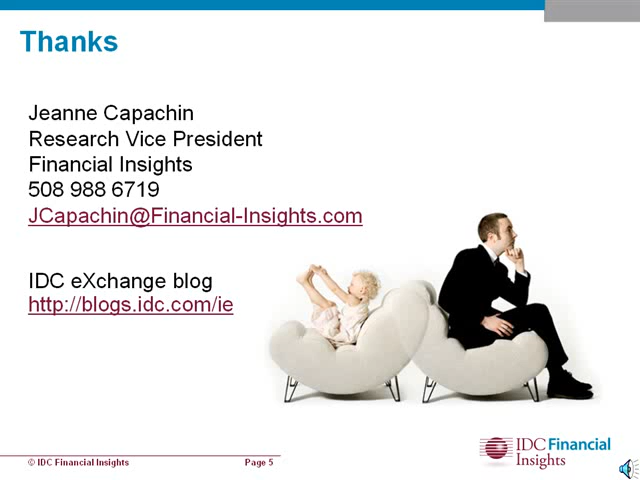 Thanks
Jeanne Capachin
Research Vice President
Financial Insights
508 988 6719
JCapachin@Financial-Insights.com
IDC eXchange blog
http://blogs.idc.com/ie
© IDC Financial Insights
Page 5
IDC Financial
Insights